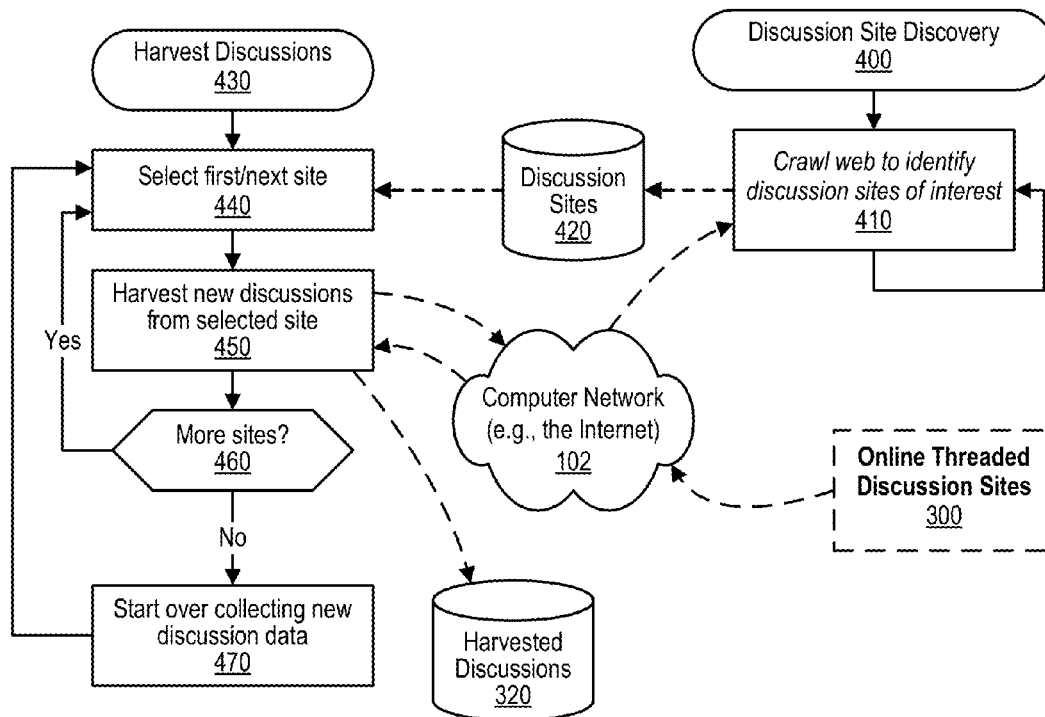 Harvest Discussions
430
Discussion Site Discovery
400
Select first/next site
440
Discussion
Sites
420
Crawl web to identify
discussion sites of interest
410
Harvest new discussions
from selected site
450
Yes
Computer Network
(e.g., the Internet)
102
More sites?
460
Online Threaded
Discussion Sites
300
No
Start over collecting new
discussion data
470
Harvested
Discussions
320